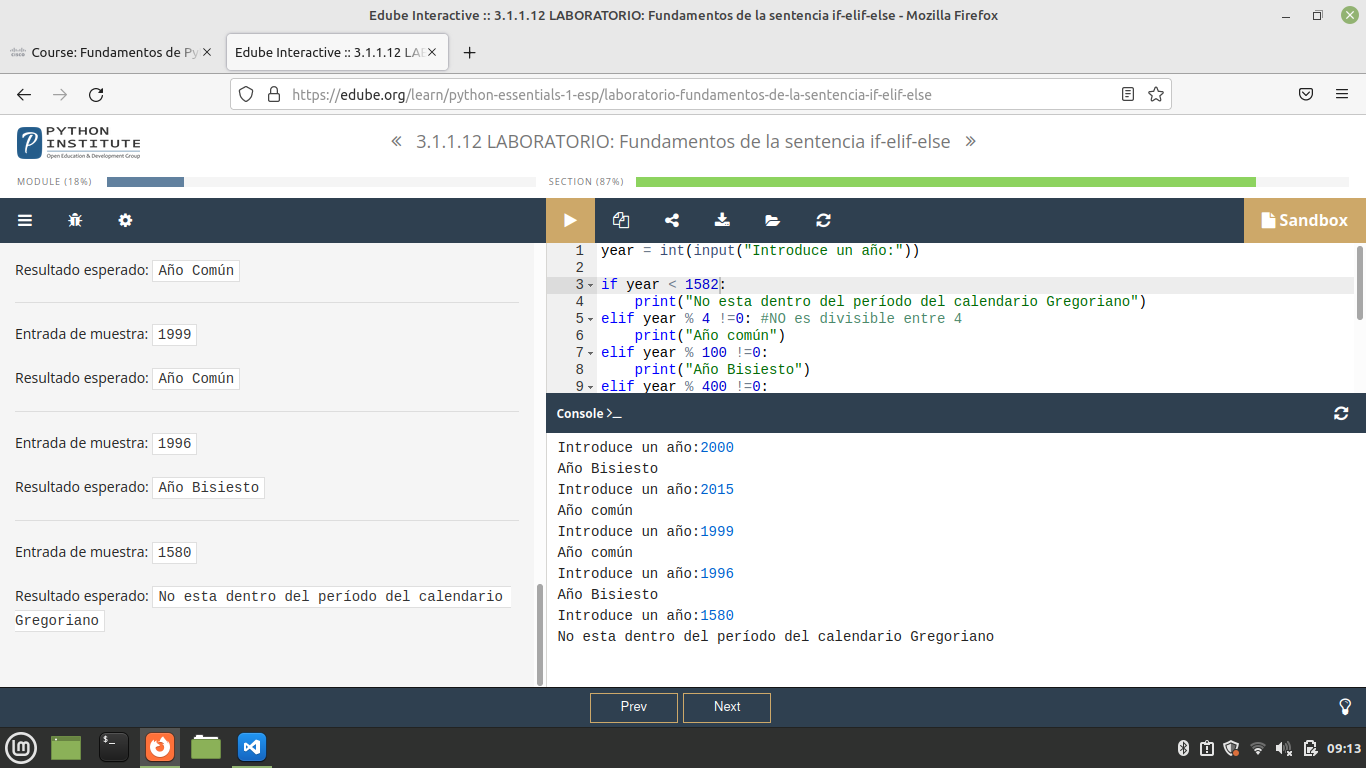 Edube Interactive :: 3.1.1.12 LABORATORIO: Fundamentos de la sentencia if-elif-else - Mozilla Firefox
Course: Fundamentos de Py
Edube Interactive :: 3.1.1.12 LAB
https://edube.org/learn/python-essentials-1-esp/laboratorio-fundamentos-de-la-sentencia-if-elif-else
PYTHON
INSTITUTE
Open Education & Development Group
« 3.1.1.12 LABORATORIO: Fundamentos de la sentencia if-elif-else »
MODULE (18%)
SECTION (87%)
Sandbox
Resultado esperado: Año Común
Entrada de muestra: 1999
Resultado esperado: Año Común
Entrada de muestra: 1996
Resultado esperado: Año Bisiesto
Entrada de muestra: 1580
Resultado esperado: No esta dentro del período del calendario
Gregoriano
1 year = int(input("Introduce un año:"))
2
3 if year < 1582:
4 print("No esta dentro del período del calendario Gregoriano")
5 elif year % 4 !=0: #NO es divisible entre 4
6 print("Año común")
7 elif year % 100 !=0:
8 print("Año Bisiesto")
9 elif year % 400 !=0:
Console >_
Introduce un año:2000
Año Bisiesto
Introduce un año:2015
Año común
Introduce un año:1999
Año común
Introduce un año:1996
Año Bisiesto
Introduce un año:1580
No esta dentro del período del calendario Gregoriano
Prev
Next
09:13